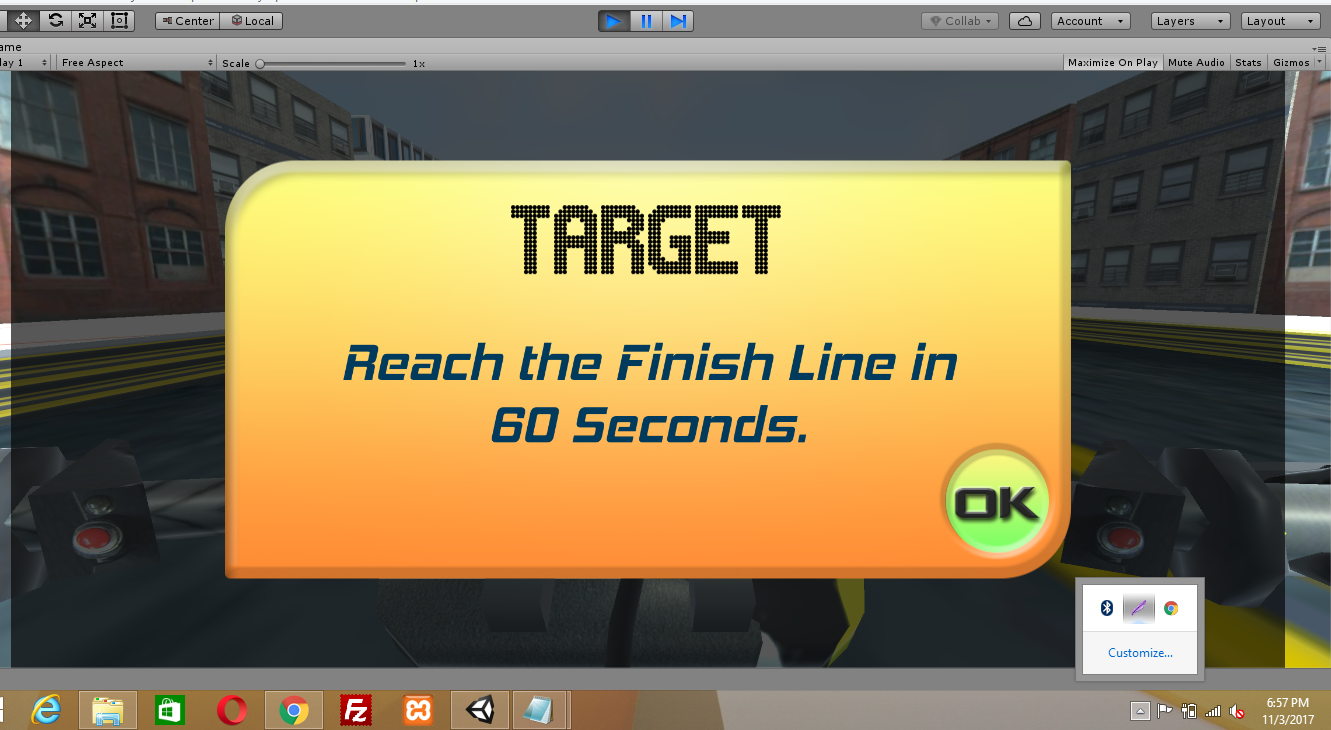 Center Local Collab Account Layers Layout
ame
lay 1 Free Aspect Scale 1x Maximize On Play Mute Audio Stats Gizmos
TARGET
Reach the Finish Line in
60 Seconds.
OK
Customize...
6:57 PM
11/3/2017